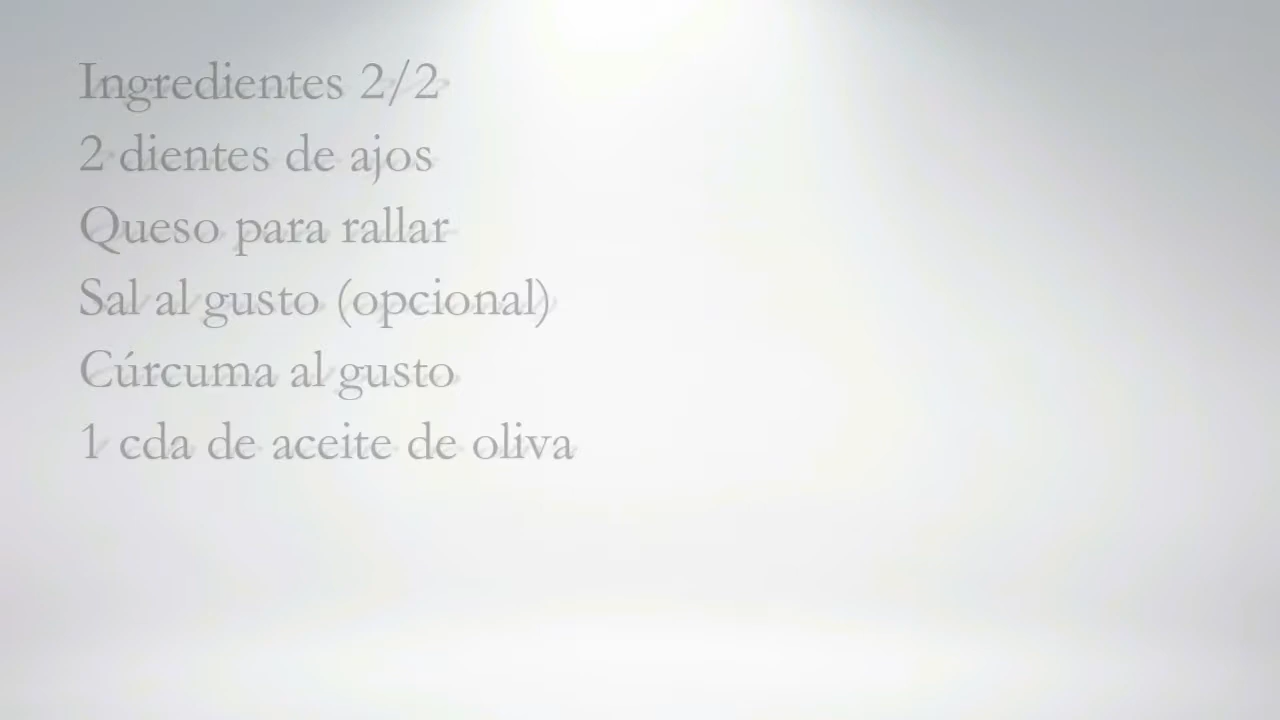 Ingredientes 2/2
2 dientes de ajos
Queso para rallar
Sal al gusto (opcional)
Cúrcuma al gusto
1 cda de aceite de oliva